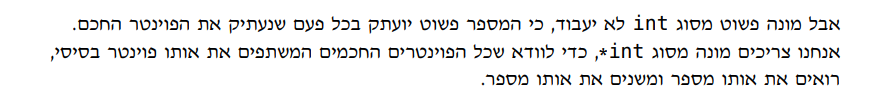 אבל מונה פשוט מסוג int לא יעבוד, כי המספר פשוט יועתק בכל פעם שנעתיק את הפוינטר החכם.
אנחנו צריכים מונה מסוג int*, כדי לוודא שכל הפוינטרים החכמים המשתפים את אותו פוינטר בסיסי,
רואים את אותו מספר ומשנים את אותו מספר.